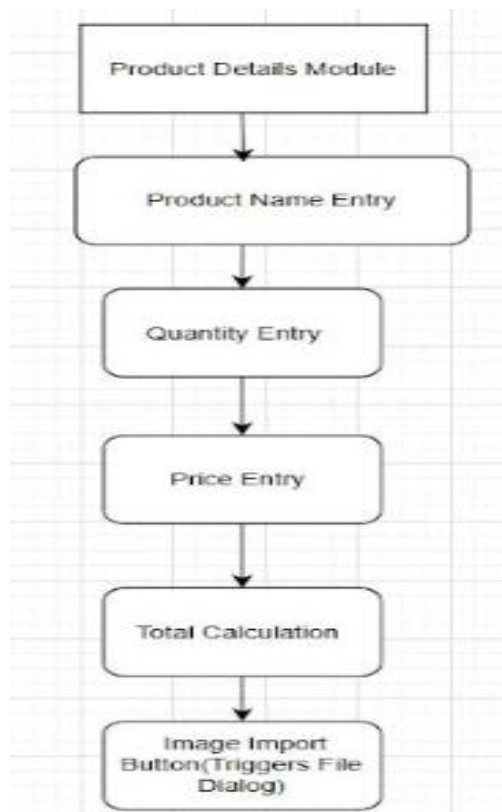 Product Details Module
Product Name Entry
Quantity Entry
Price Entry
Total Calculation
Image Import
Button(Triggers File
Dialog)